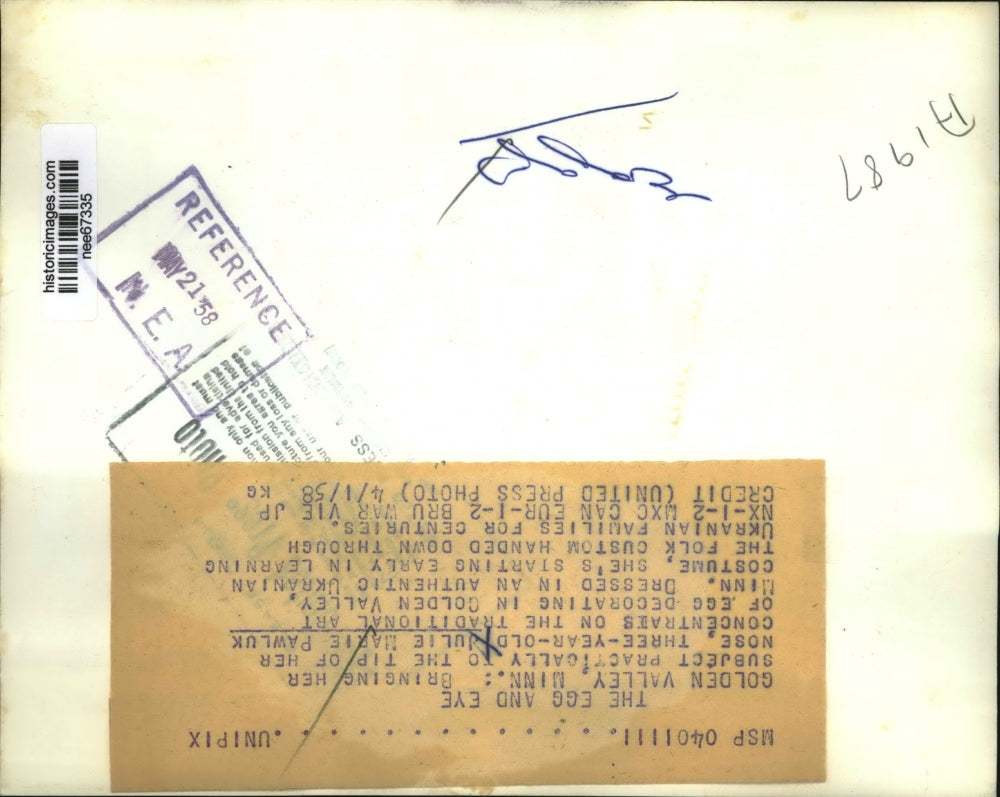 MSP 0401111. . . . . . . . . . . . . .UNIPIX
THE EGG AND EYE
GOLDEN VALLEY, MINN.: BRINGING HER
SUBJECT PRACTICALLY TO THE TIP OF HER
NOSE, THREE-YEAR-OLD JULIE MARIE PAWLUK
CONCENTRATES ON THE TRADITIONAL ART
OF EGG DECORATING IN GOLDEN VALLEY,
MINN. DRESSED IN AN AUTHENTIC UKRANIAN
COSTUME, SHE'S STARTING EARLY IN LEARNING
THE FOLK CUSTOM HANDED DOWN THROUGH
UKRANIAN FAMILIES FOR CENTURIES.
NX-1-2 WXC CAN EUR-1-2 BRU WAR VIE JP
CREDIT (UNITED PRESS PHOTO) 4/1/58 KG
REFERENCE
MAY 21 '58
N. E. A.
historicimages.com
nee67335
A1987